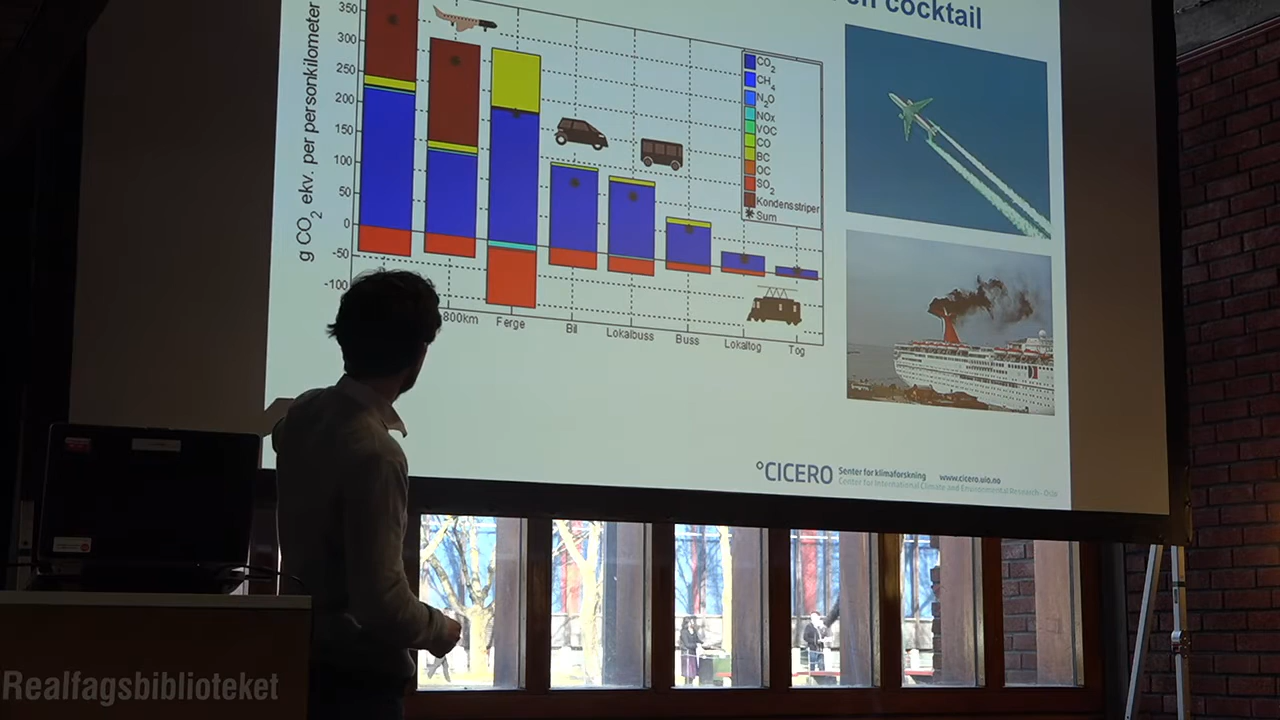 en cocktail
350
300
250
200
150
100
50
0
-50
-100
g CO2 ekv. per personkilometer
CO2
CH4
N2O
NOx
VOC
CO
BC
OC
SO2
Kondensstriper
Sum
800km
Ferge
Bil
Lokalbuss
Buss
Lokaltog
Tog
°CICERO
Senter for klimaforskning www.cicero.uio.no
Center for International Climate and Environmental Research - Oslo
Realfagsbiblioteket